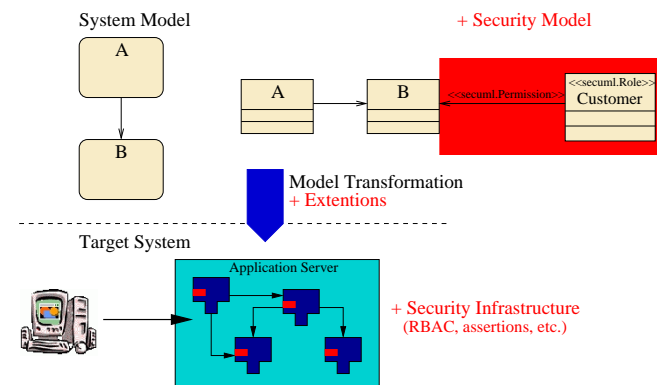 System Model
+ Security Model
A
B
A
B
<<secuml.Permission>>
<<secuml.Role>>
Customer
Model Transformation
+ Extentions
Target System
Application Server
+ Security Infrastructure
(RBAC, assertions, etc.)